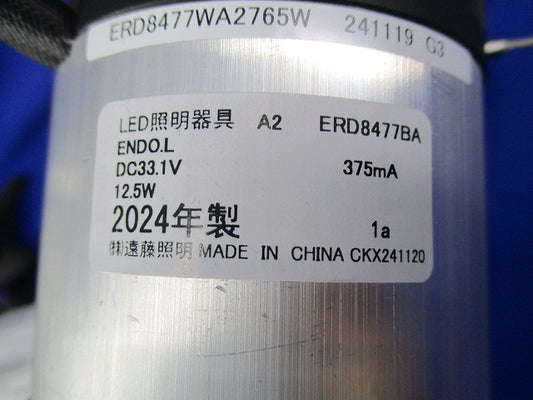 ERD8477WA2765W 241119 G3
LED照明器具 A2 ERD8477BA
ENDO.L
DC33.1V 375mA
12.5W
2024年製 1a
(株)遠藤照明 MADE IN CHINA CKX241120